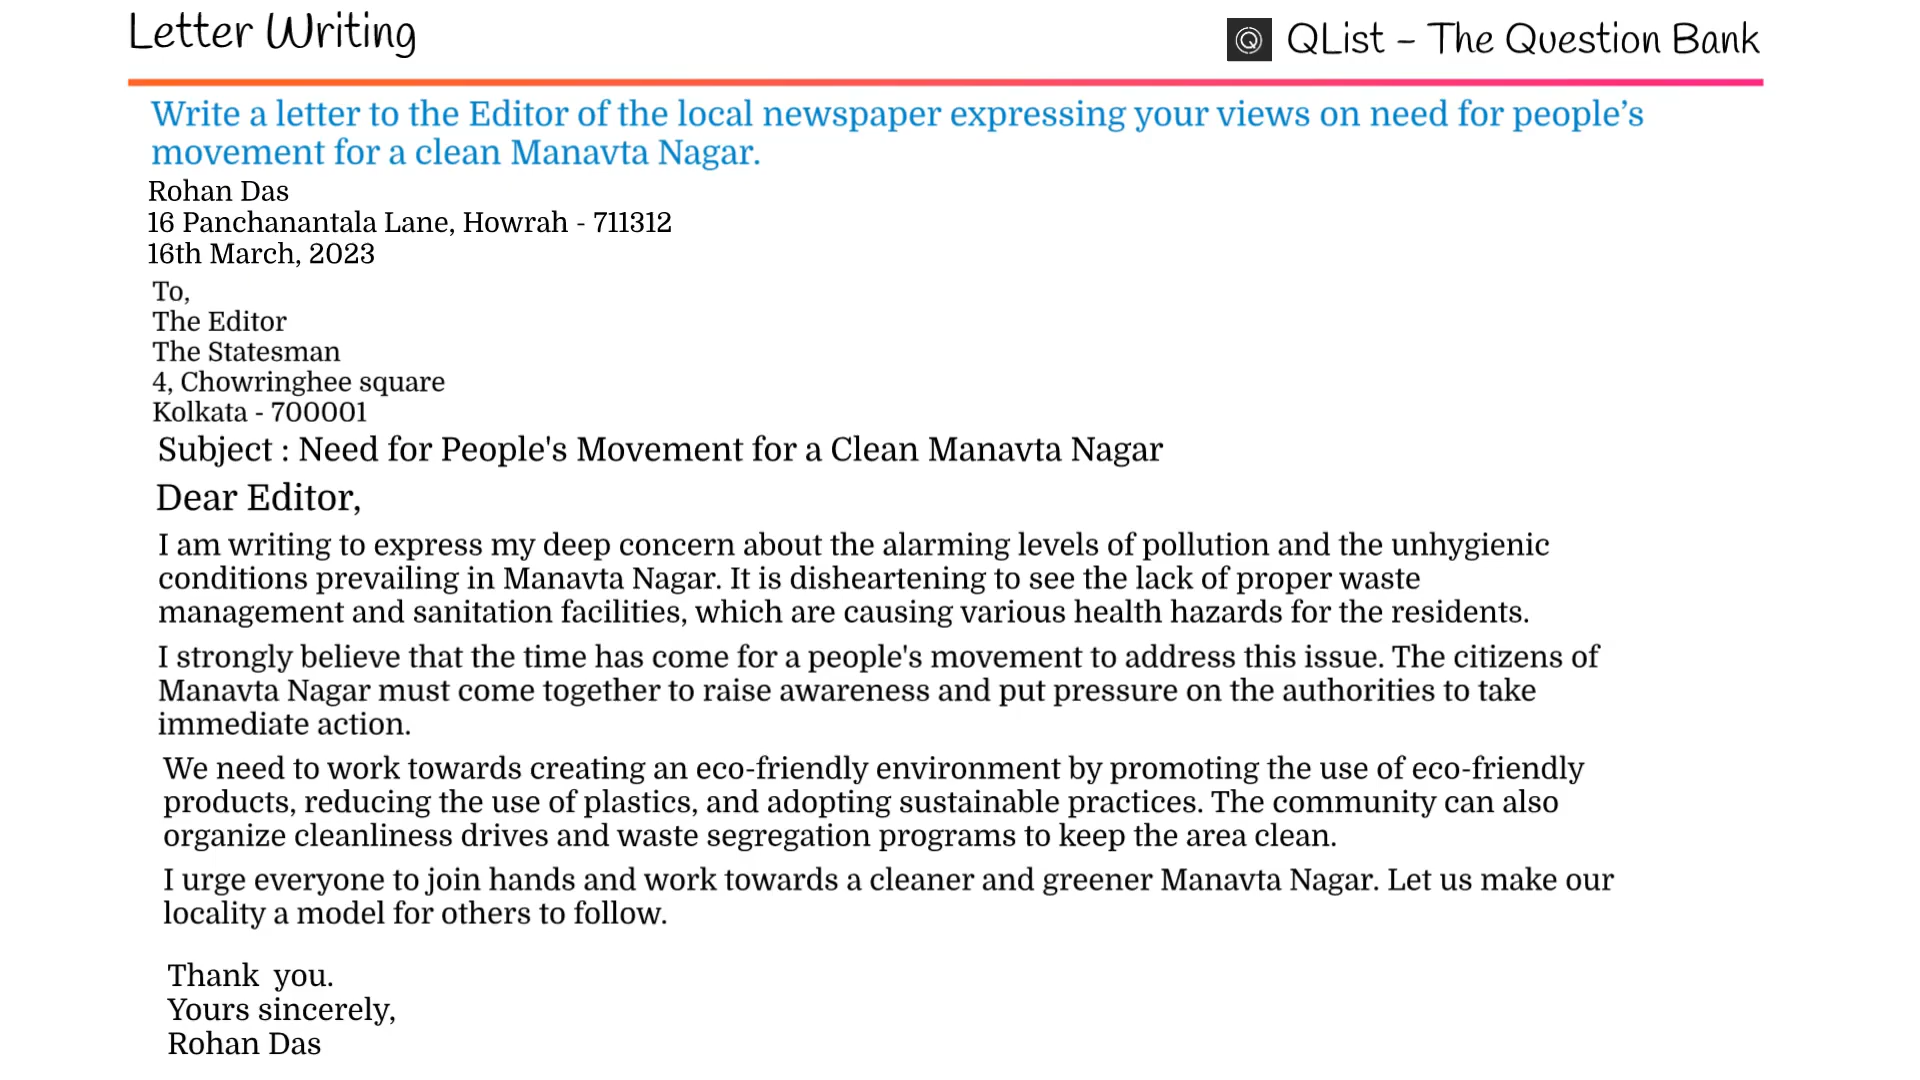 Letter Writing
QList – The Question Bank
Write a letter to the Editor of the local newspaper expressing your views on need for people’s
movement for a clean Manavta Nagar.
Rohan Das
16 Panchanantala Lane, Howrah - 711312
16th March, 2023
To,
The Editor
The Statesman
4, Chowringhee square
Kolkata - 700001
Subject : Need for People's Movement for a Clean Manavta Nagar
Dear Editor,
I am writing to express my deep concern about the alarming levels of pollution and the unhygienic
conditions prevailing in Manavta Nagar. It is disheartening to see the lack of proper waste
management and sanitation facilities, which are causing various health hazards for the residents.
I strongly believe that the time has come for a people's movement to address this issue. The citizens of
Manavta Nagar must come together to raise awareness and put pressure on the authorities to take
immediate action.
We need to work towards creating an eco-friendly environment by promoting the use of eco-friendly
products, reducing the use of plastics, and adopting sustainable practices. The community can also
organize cleanliness drives and waste segregation programs to keep the area clean.
I urge everyone to join hands and work towards a cleaner and greener Manavta Nagar. Let us make our
locality a model for others to follow.
Thank you.
Yours sincerely,
Rohan Das